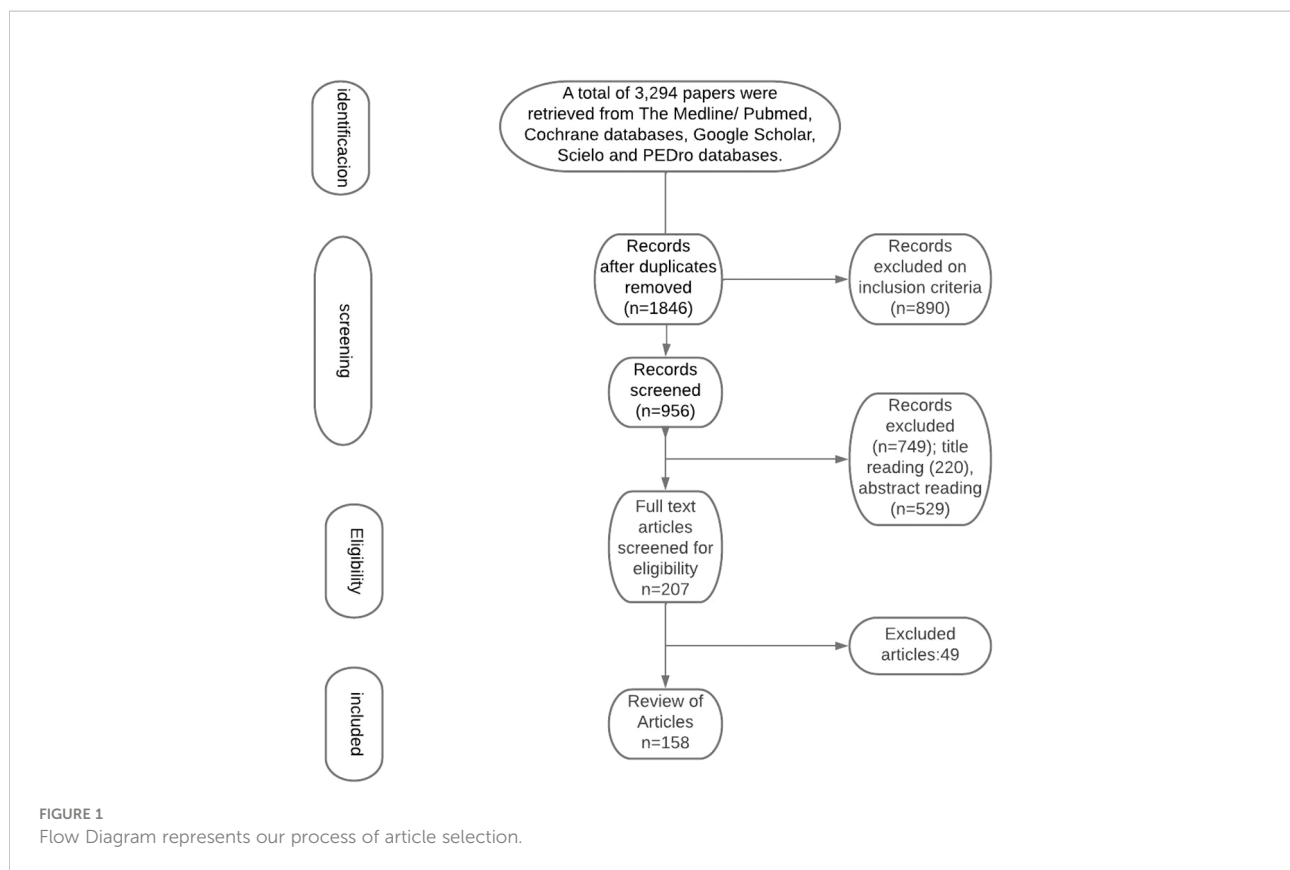 identificacion
A total of 3,294 papers were
retrieved from The Medline/ Pubmed,
Cochrane databases, Google Scholar,
Scielo and PEDro databases.
screening
Records
after duplicates
removed
(n=1846)
Records
excluded on
inclusion criteria
(n=890)
Records
screened
(n=956)
Records
excluded
(n=749); title
reading (220),
abstract reading
(n=529)
Eligibility
Full text
articles
screened for
eligibility
n=207
Excluded
articles:49
included
Review of
Articles
n=158
FIGURE 1
Flow Diagram represents our process of article selection.